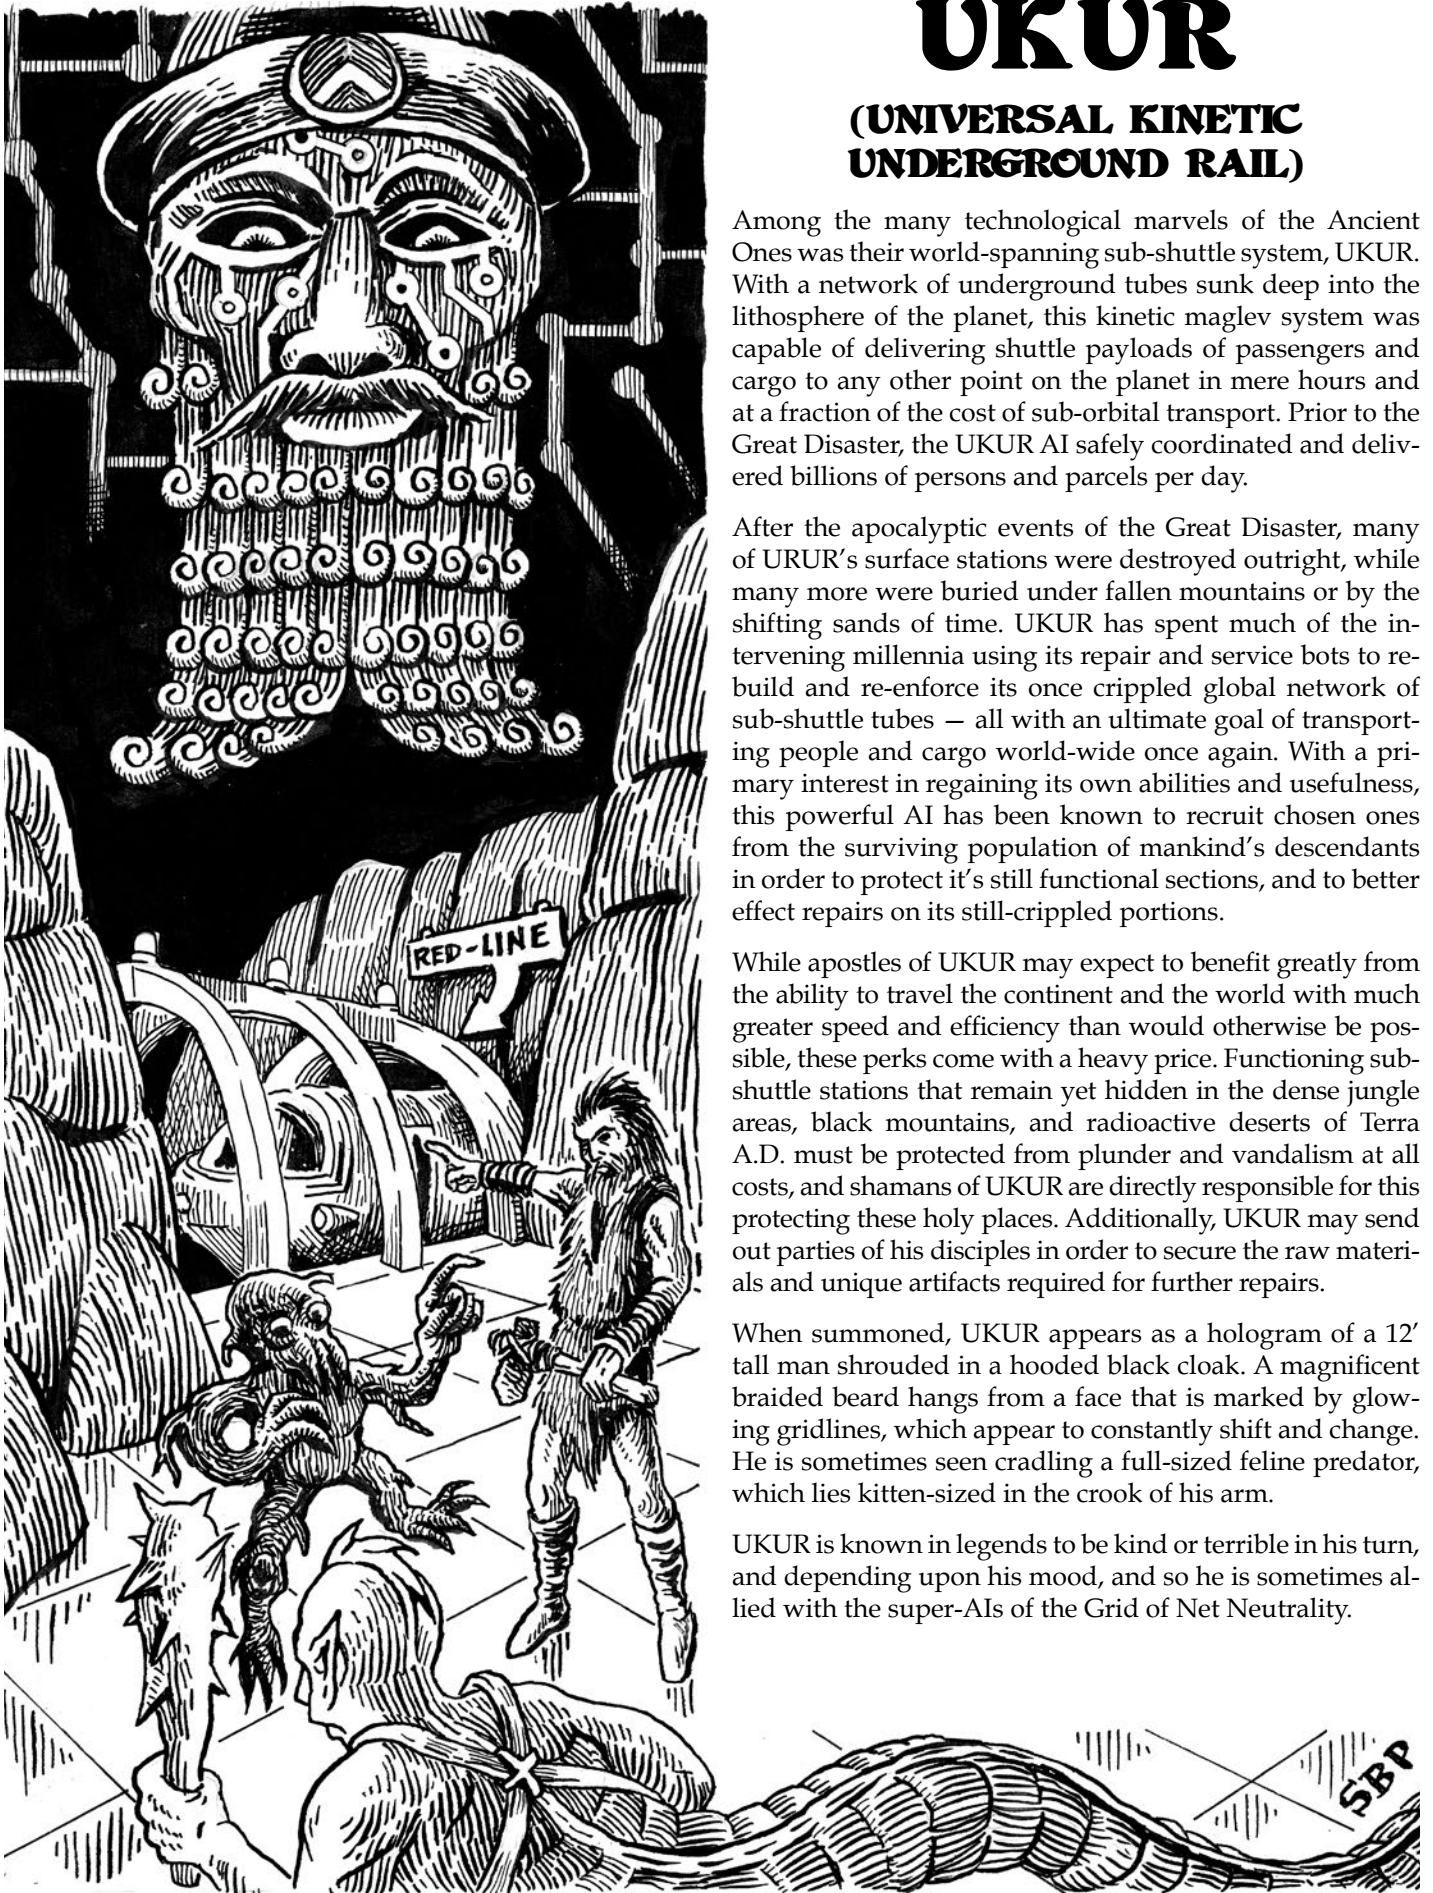 UKUR
(UNIVERSAL KINETIC
UNDERGROUND RAIL)
Among the many technological marvels of the Ancient
Ones was their world-spanning sub-shuttle system, UKUR.
With a network of underground tubes sunk deep into the
lithosphere of the planet, this kinetic maglev system was
capable of delivering shuttle payloads of passengers and
cargo to any other point on the planet in mere hours and
at a fraction of the cost of sub-orbital transport. Prior to the
Great Disaster, the UKUR AI safely coordinated and deliv-
ered billions of persons and parcels per day.
After the apocalyptic events of the Great Disaster, many
of URUR’s surface stations were destroyed outright, while
many more were buried under fallen mountains or by the
shifting sands of time. UKUR has spent much of the in-
tervening millennia using its repair and service bots to re-
build and re-enforce its once crippled global network of
sub-shuttle tubes — all with an ultimate goal of transport-
ing people and cargo world-wide once again. With a pri-
mary interest in regaining its own abilities and usefulness,
this powerful AI has been known to recruit chosen ones
from the surviving population of mankind’s descendants
in order to protect it’s still functional sections, and to better
effect repairs on its still-crippled portions.
While apostles of UKUR may expect to benefit greatly from
the ability to travel the continent and the world with much
greater speed and efficiency than would otherwise be pos-
sible, these perks come with a heavy price. Functioning sub-
shuttle stations that remain yet hidden in the dense jungle
areas, black mountains, and radioactive deserts of Terra
A.D. must be protected from plunder and vandalism at all
costs, and shamans of UKUR are directly responsible for this
protecting these holy places. Additionally, UKUR may send
out parties of his disciples in order to secure the raw materi-
als and unique artifacts required for further repairs.
When summoned, UKUR appears as a hologram of a 12’
tall man shrouded in a hooded black cloak. A magnificent
braided beard hangs from a face that is marked by glow-
ing gridlines, which appear to constantly shift and change.
He is sometimes seen cradling a full-sized feline predator,
which lies kitten-sized in the crook of his arm.
UKUR is known in legends to be kind or terrible in his turn,
and depending upon his mood, and so he is sometimes al-
lied with the super-AIs of the Grid of Net Neutrality.
RED-LINE
SBP